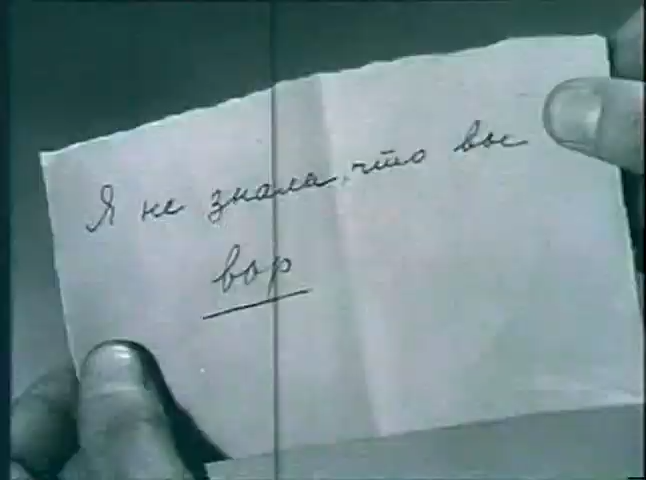 Я не знала, что вы
вор